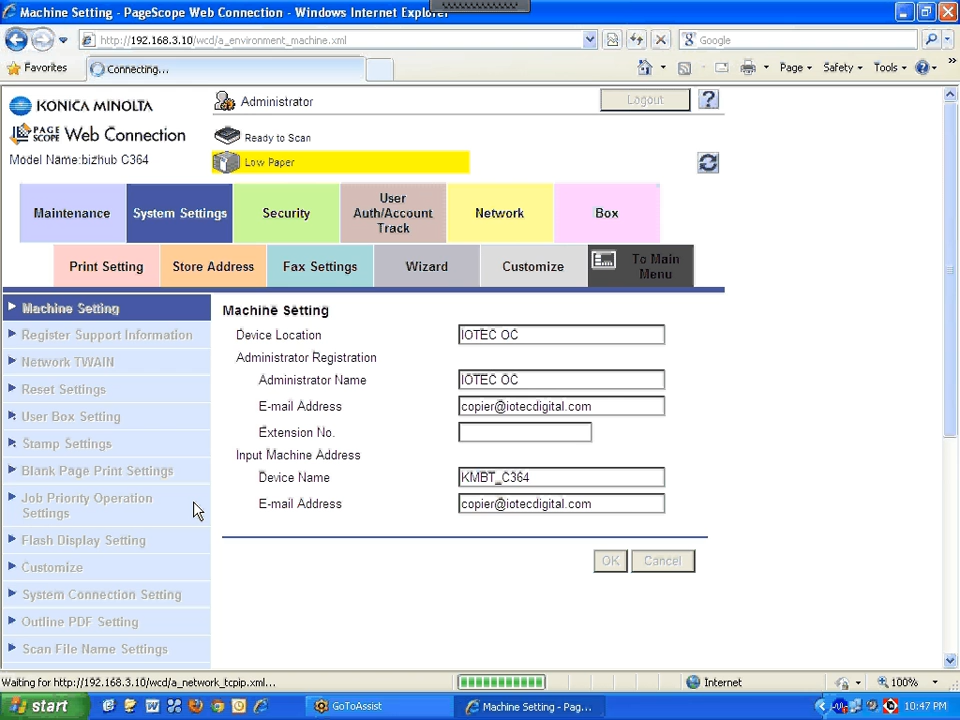 Machine Setting - PageScope Web Connection - Windows Internet Explorer
http://192.168.3.10/wcd/a_environment_machine.xml
Google
Favorites
Connecting...
Page
Safety
Tools
KONICA MINOLTA
Administrator
Logout
?
PAGE SCOPE Web Connection
Ready to Scan
Model Name:bizhub C364
Low Paper
Maintenance
System Settings
Security
User Auth/Account Track
Network
Box
Print Setting
Store Address
Fax Settings
Wizard
Customize
To Main Menu
Machine Setting
Register Support Information
Network TWAIN
Reset Settings
User Box Setting
Stamp Settings
Blank Page Print Settings
Job Priority Operation
Settings
Flash Display Setting
Customize
System Connection Setting
Outline PDF Setting
Scan File Name Settings
Machine Setting
Device Location IOTEC OC
Administrator Registration
Administrator Name IOTEC OC
E-mail Address copier@iotecdigital.com
Extension No.
Input Machine Address
Device Name KMBT_C364
E-mail Address copier@iotecdigital.com
OK Cancel
Waiting for http://192.168.3.10/wcd/a_network_tcpip.xml...
Internet
100%
start
GoToAssist
Machine Setting - Pag...
10:47 PM